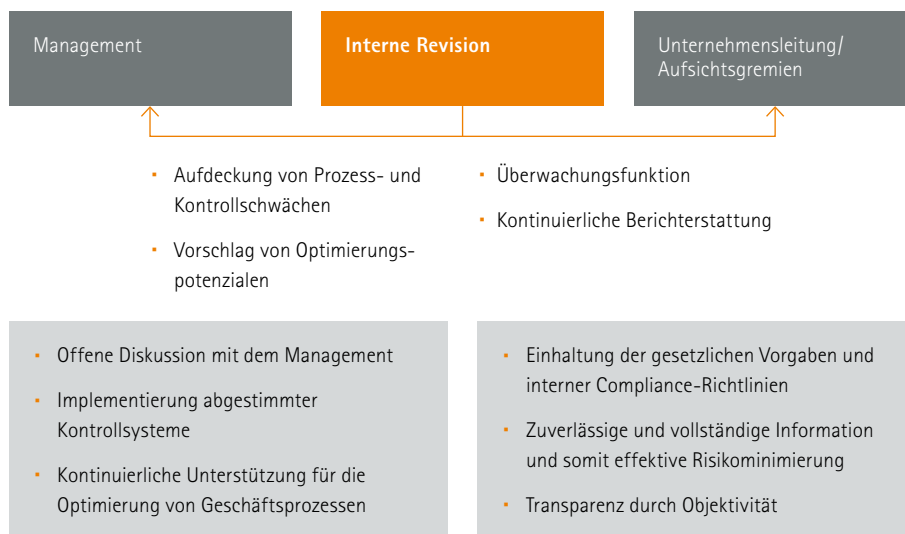 Management
Interne Revision
Unternehmensleitung/
Aufsichtsgremien
Aufdeckung von Prozess- und
Kontrollschwächen
Vorschlag von Optimierungs-
potenzialen
Überwachungsfunktion
Kontinuierliche Berichterstattung
Offene Diskussion mit dem Management
Implementierung abgestimmter
Kontrollsysteme
Kontinuierliche Unterstützung für die
Optimierung von Geschäftsprozessen
Einhaltung der gesetzlichen Vorgaben und
interner Compliance-Richtlinien
Zuverlässige und vollständige Information
und somit effektive Risikominimierung
Transparenz durch Objektivität